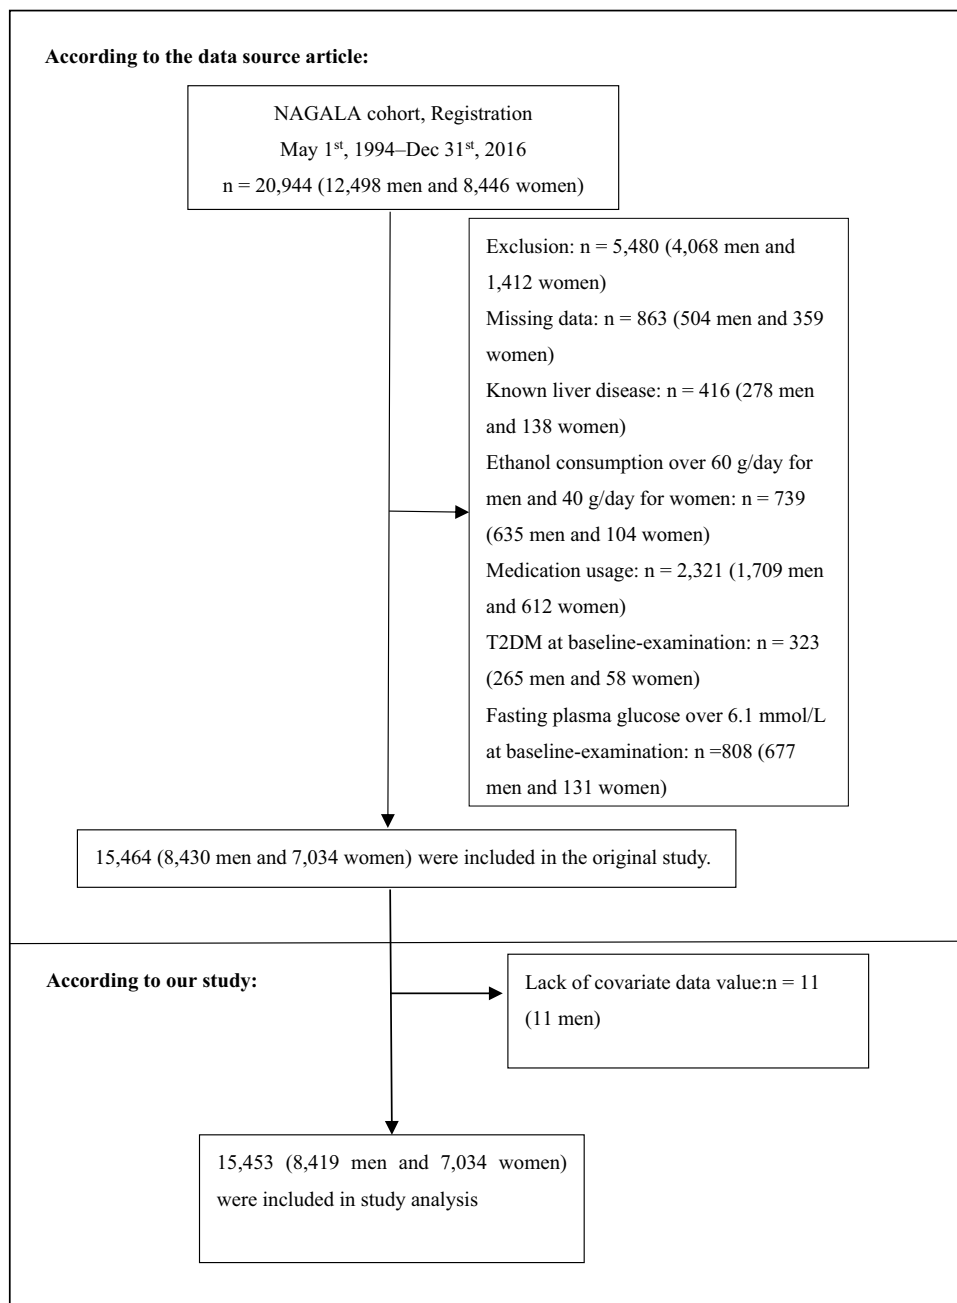 According to the data source article:
NAGALA cohort, Registration
May 1st, 1994–Dec 31st, 2016
n = 20,944 (12,498 men and 8,446 women)
Exclusion: n = 5,480 (4,068 men and
1,412 women)
Missing data: n = 863 (504 men and 359
women)
Known liver disease: n = 416 (278 men
and 138 women)
Ethanol consumption over 60 g/day for
men and 40 g/day for women: n = 739
(635 men and 104 women)
Medication usage: n = 2,321 (1,709 men
and 612 women)
T2DM at baseline-examination: n = 323
(265 men and 58 women)
Fasting plasma glucose over 6.1 mmol/L
at baseline-examination: n =808 (677
men and 131 women)
15,464 (8,430 men and 7,034 women) were included in the original study.
According to our study:
Lack of covariate data value:n = 11
(11 men)
15,453 (8,419 men and 7,034 women)
were included in study analysis